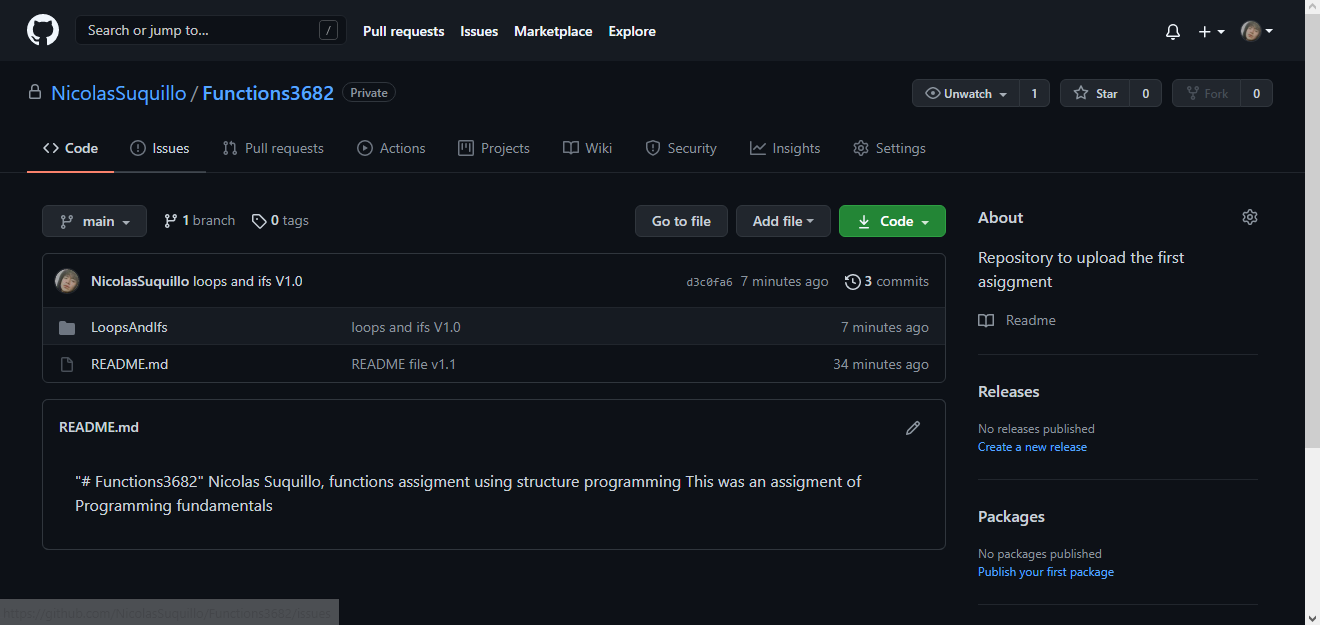 Search or jump to... / Pull requests Issues Marketplace Explore
NicolasSuquillo / Functions3682 Private Unwatch 1 Star 0 Fork 0
Code Issues Pull requests Actions Projects Wiki Security Insights Settings
main 1 branch 0 tags Go to file Add file Code
NicolasSuquillo loops and ifs V1.0 d3c0fa6 7 minutes ago 3 commits
LoopsAndIfs loops and ifs V1.0 7 minutes ago
README.md README file v1.1 34 minutes ago
README.md
"# Functions3682" Nicolas Suquillo, functions assigment using structure programming This was an assigment of
Programming fundamentals
About
Repository to upload the first
asiggment
Readme
Releases
No releases published
Create a new release
Packages
No packages published
Publish your first package
https://github.com/NicolasSuquillo/Functions3682/issues